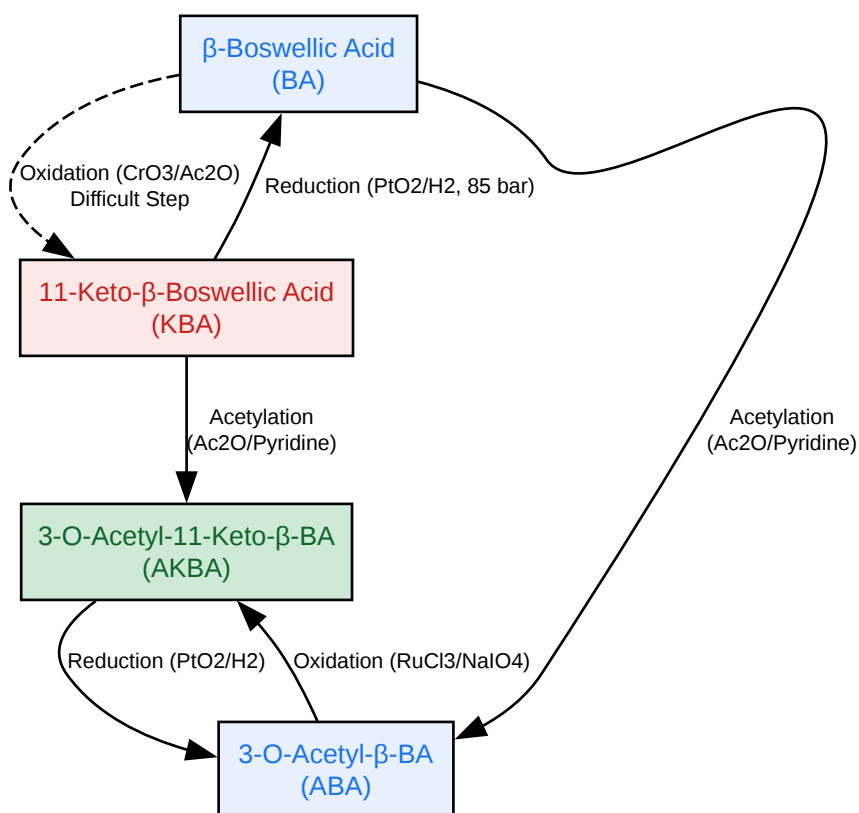 β-Boswellic Acid
(BA)
Oxidation (CrO3/Ac2O)
Difficult Step
Reduction (PtO2/H2, 85 bar)
11-Keto-β-Boswellic Acid
(KBA)
Acetylation
(Ac2O/Pyridine)
Acetylation
(Ac2O/Pyridine)
3-O-Acetyl-11-Keto-β-BA
(AKBA)
Reduction (PtO2/H2)
Oxidation (RuCl3/NaIO4)
3-O-Acetyl-β-BA
(ABA)